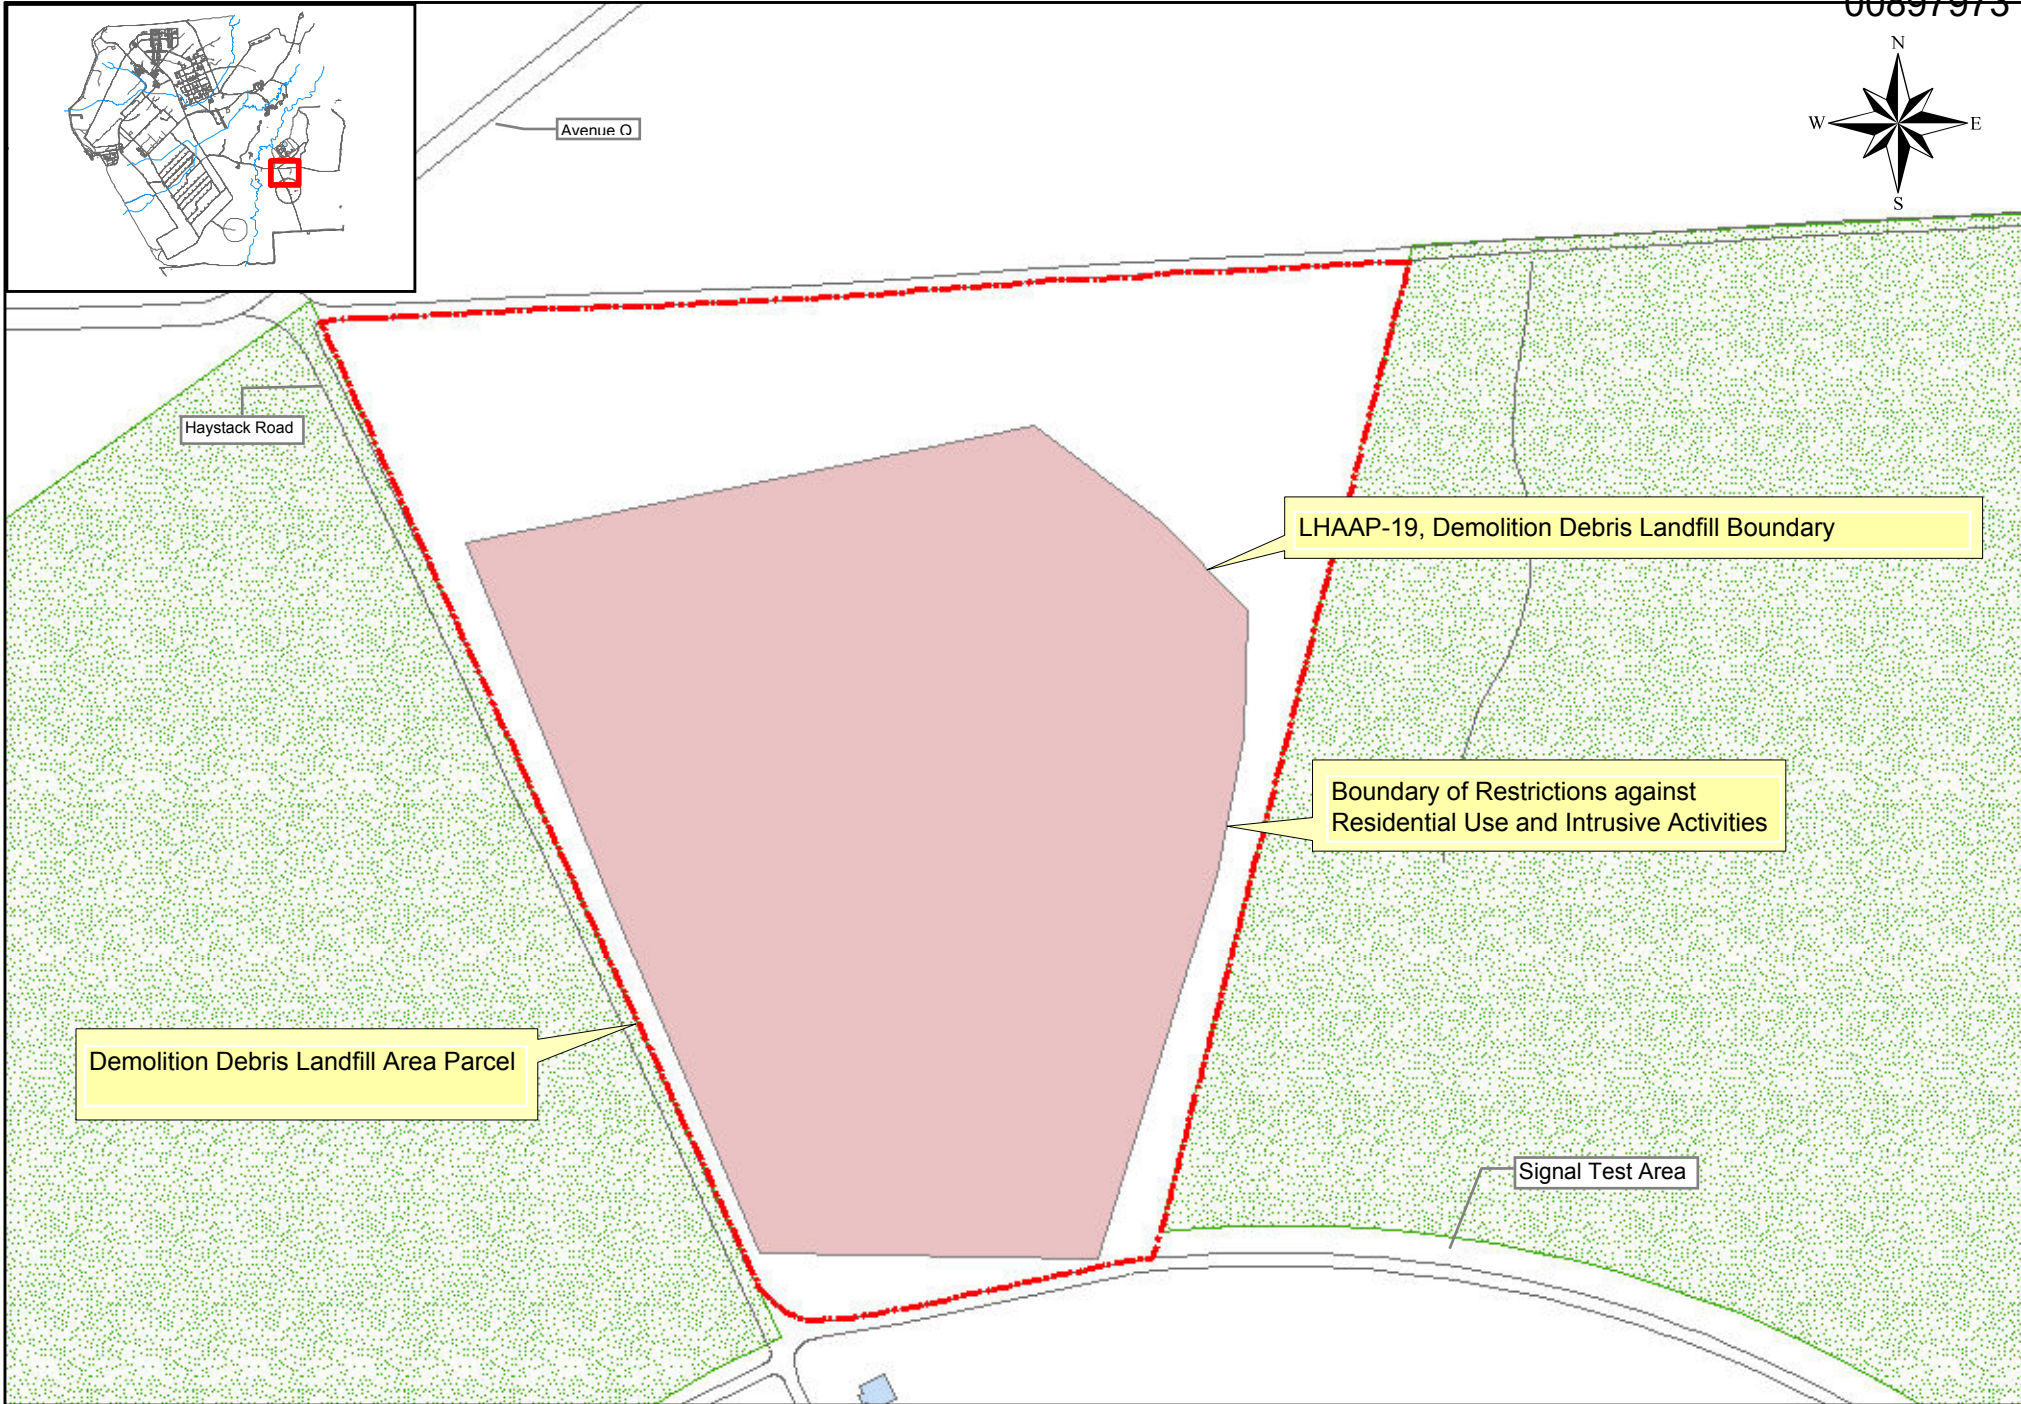 00897973
N
W
E
S
Avenue Q
Haystack Road
LHAAP-19, Demolition Debris Landfill Boundary
Boundary of Restrictions against
Residential Use and Intrusive Activities
Demolition Debris Landfill Area Parcel
Signal Test Area